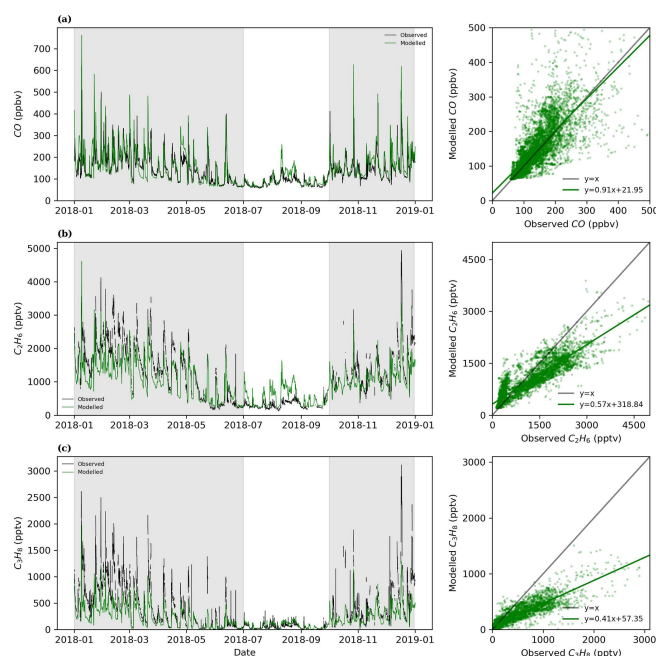 (a)
CO (ppbv)
700
600
500
400
300
200
100
0
Observed
Modelled
2018-01 2018-03 2018-05 2018-07 2018-09 2018-11 2019-01
Modelled CO (ppbv)
500
400
300
200
100
0
y=x
y=0.91x+21.95
0 100 200 300 400 500
Observed CO (ppbv)
(b)
C₂H₆ (pptv)
5000
4000
3000
2000
1000
0
Observed
Modelled
2018-01 2018-03 2018-05 2018-07 2018-09 2018-11 2019-01
Modelled C₂H₆ (pptv)
4500
3000
1500
0
y=x
y=0.57x+318.84
0 1500 3000 4500
Observed C₂H₆ (pptv)
(c)
C₃H₈ (pptv)
3000
2500
2000
1500
1000
500
0
Observed
Modelled
2018-01 2018-03 2018-05 2018-07 2018-09 2018-11 2019-01
Date
Modelled C₃H₈ (pptv)
3000
2000
1000
0
y=x
y=0.41x+57.35
0 1000 2000 3000
Observed C₃H₈ (pptv)